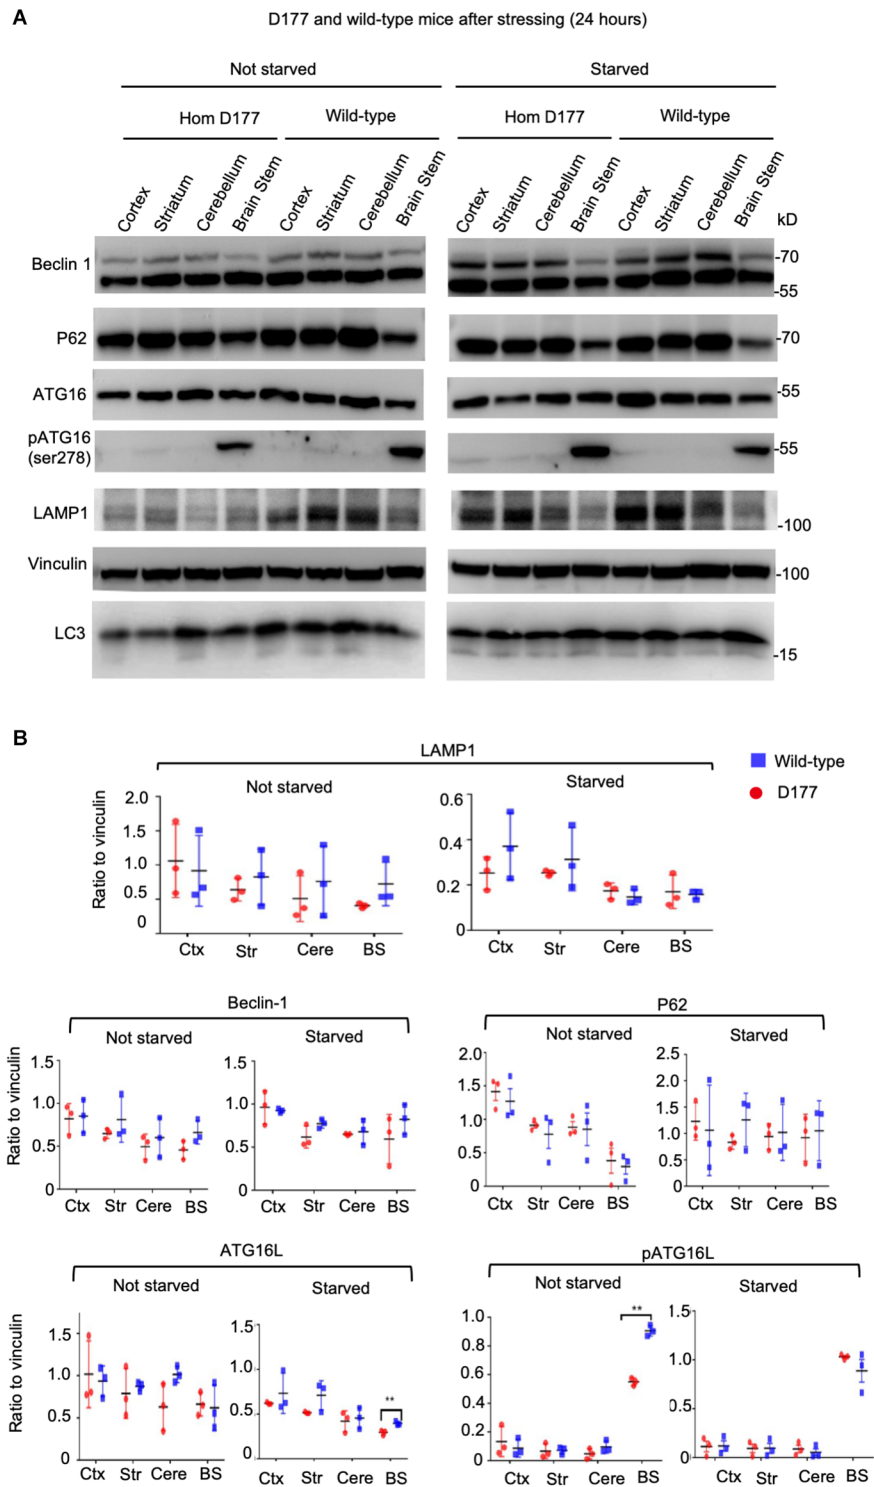 A
D177 and wild-type mice after stressing (24 hours)
Not starved
Starved
Hom D177
Wild-type
Hom D177
Wild-type
Cortex
Striatum
Cerebellum
Brain Stem
Cortex
Striatum
Cerebellum
Brain Stem
Cortex
Striatum
Cerebellum
Brain Stem
Cortex
Striatum
Cerebellum
Brain Stem
kD
Beclin 1
-70
-55
P62
-70
ATG16
-55
pATG16
(ser278)
-55
LAMP1
-100
Vinculin
-100
LC3
-15
B
LAMP1
Wild-type
D177
Not starved
Starved
Ratio to vinculin
2.0
1.5
1.0
0.5
0
Ctx Str Cere BS
0.6
0.4
0.2
0
Ctx Str Cere BS
Beclin-1
Not starved
Starved
Ratio to vinculin
1.5
1.0
0.5
0
Ctx Str Cere BS
1.5
1.0
0.5
0
Ctx Str Cere BS
P62
Not starved
Starved
2.0
1.5
1.0
0.5
0
Ctx Str Cere BS
2.5
2.0
1.5
1.0
0.5
0
Ctx Str Cere BS
ATG16L
Not starved
Starved
Ratio to vinculin
1.5
1.0
0.5
0
Ctx Str Cere BS
1.5
1.0
0.5
0
**
Ctx Str Cere BS
pATG16L
Not starved
Starved
1.0
0.8
0.6
0.4
0.2
0
**
Ctx Str Cere BS
1.5
1.0
0.5
0
Ctx Str Cere BS